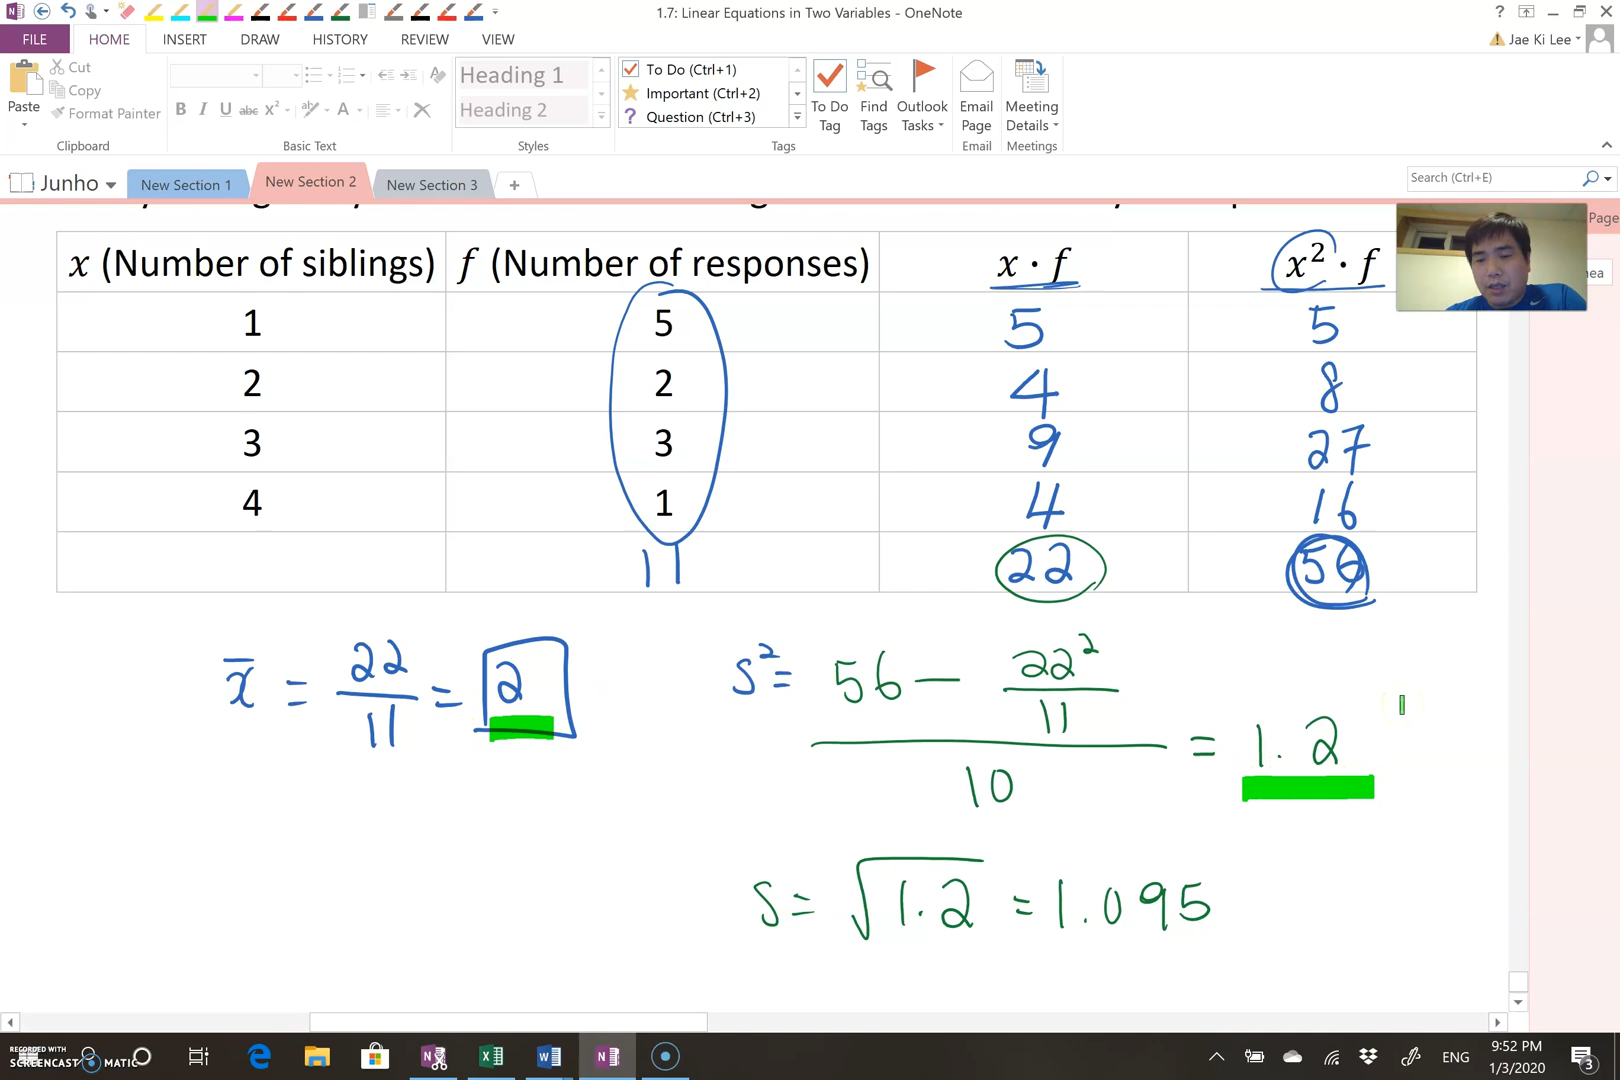 1.7: Linear Equations in Two Variables - OneNote
?
FILE HOME INSERT DRAW HISTORY REVIEW VIEW
Jae Ki Lee
Paste
Cut
Copy
Format Painter
Clipboard
B I U abc X² A
Basic Text
Heading 1
Heading 2
Styles
To Do (Ctrl+1)
Important (Ctrl+2)
? Question (Ctrl+3)
To Do Tag
Find Tags
Outlook Tasks
Tags
Email Page
Email
Meeting Details
Meetings
Junho
New Section 1
New Section 2
New Section 3
+
Search (Ctrl+E)
Page
x (Number of siblings) f (Number of responses) x · f x² · f
1 5 5 5
2 2 4 8
3 3 9 27
4 1 4 16
11 22 56
x̄ = 22/11 = 2
s² = (56 − 22²/11)/10 = 1.2
s = √1.2 = 1.095
RECORDED WITH
SCREENCAST MATIC
ENG
9:52 PM
1/3/2020
3